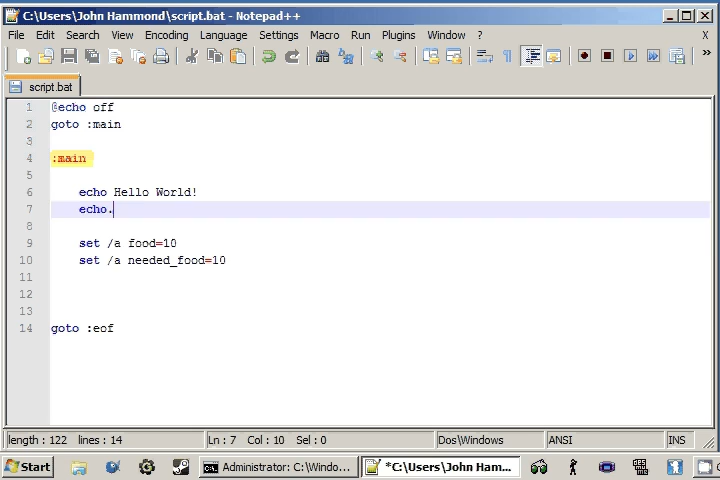 C:\Users\John Hammond\script.bat - Notepad++
File Edit Search View Encoding Language Settings Macro Run Plugins Window ? X
script.bat
1 @echo off
2 goto :main
3
4 :main
5
6 echo Hello World!
7 echo.
8
9 set /a food=10
10 set /a needed_food=10
11
12
13
14 goto :eof
length : 122 lines : 14 Ln : 7 Col : 10 Sel : 0 Dos\Windows ANSI INS
Start Administrator: C:\Windo... *C:\Users\John Ham...